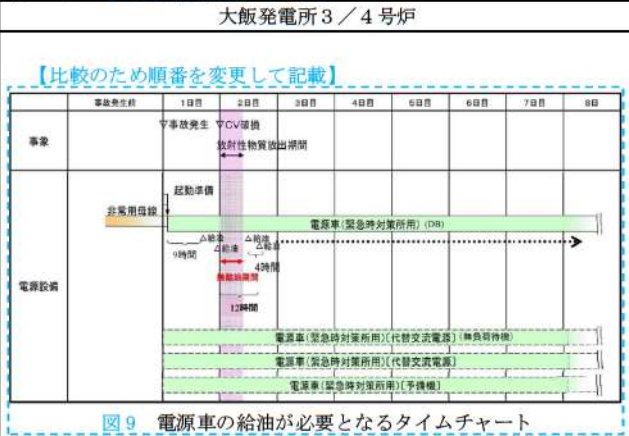 大飯発電所3/4号炉
【比較のため順番を変更して記載】
事故発生前 1日目 2日目 3日目 4日目 5日目 6日目 7日目 8日
事象
▽事故発生 ▽CV破損
放射性物質放出期間
電源設備
起動準備
非常用母線
電源車(緊急時対策所用)(DB)
△給油 △給油 △給油 △給油
9時間
4時間
12時間
電源車(緊急時対策所用)[代替交流電源](無負荷待機)
電源車(緊急時対策所用)[代替交流電源]
電源車(緊急時対策所用)[予備機]
図9 電源車の給油が必要となるタイムチャート